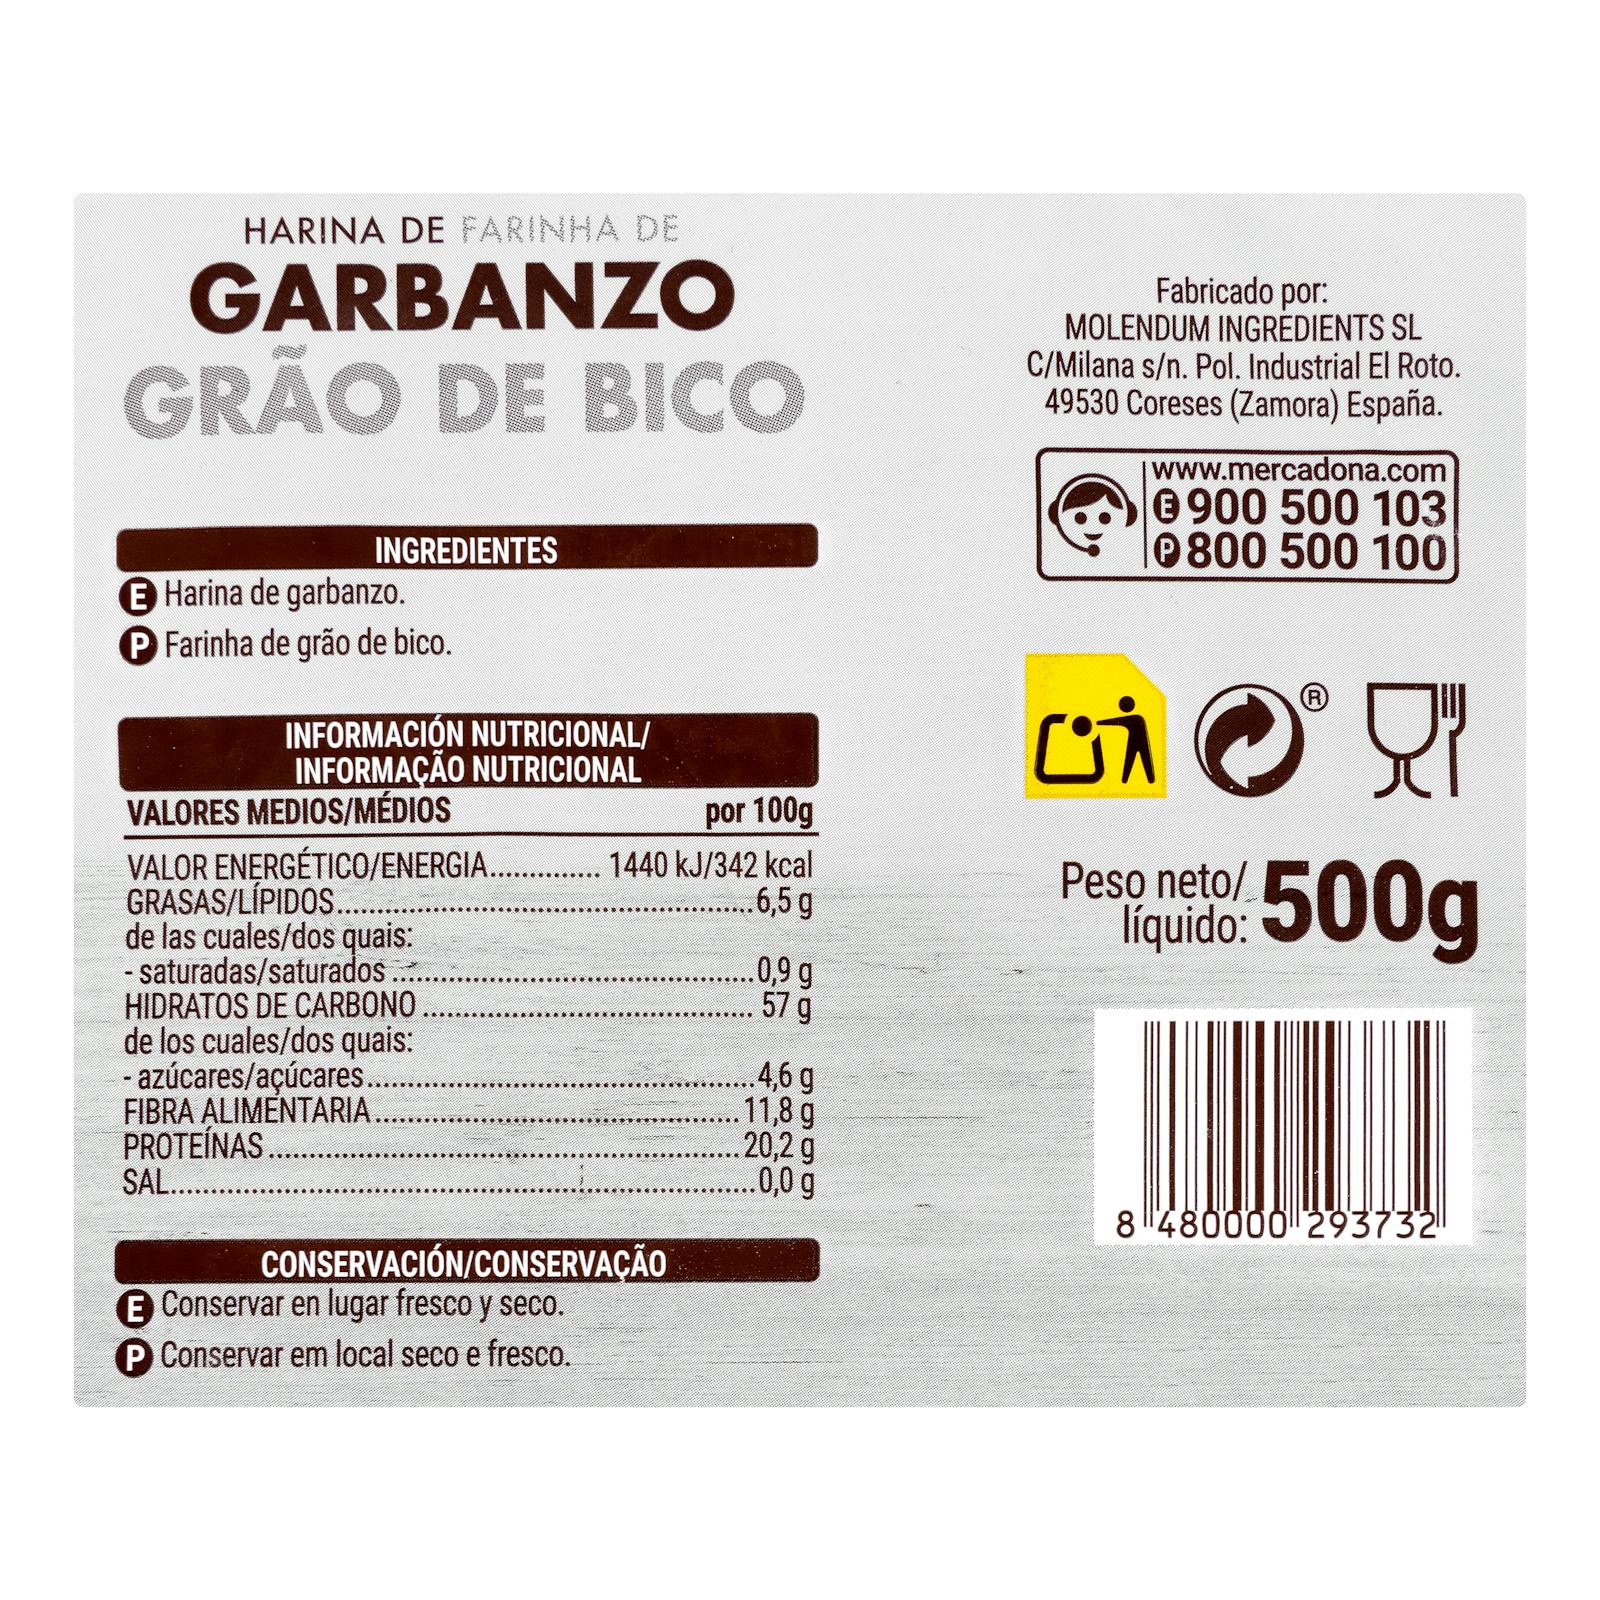 HARINA DE FARINHA DE
GARBANZO
GRÃO DE BICO
INGREDIENTES
E Harina de garbanzo.
P Farinha de grão de bico.
INFORMACIÓN NUTRICIONAL/
INFORMAÇÃO NUTRICIONAL
VALORES MEDIOS/MÉDIOS por 100g
VALOR ENERGÉTICO/ENERGIA.............. 1440 kJ/342 kcal
GRASAS/LÍPIDOS.....................................................6,5 g
de las cuales/dos quais:
- saturadas/saturados ..............................................0,9 g
HIDRATOS DE CARBONO .......................................... 57 g
de los cuales/dos quais:
- azúcares/açúcares.................................................4,6 g
FIBRA ALIMENTARIA.............................................. 11,8 g
PROTEÍNAS............................................................20,2 g
SAL.........................................................................0,0 g
CONSERVACIÓN/CONSERVAÇÃO
E Conservar en lugar fresco y seco.
P Conservar em local seco e fresco.
Fabricado por:
MOLENDUM INGREDIENTS SL
C/Milana s/n. Pol. Industrial El Roto.
49530 Coreses (Zamora) España.
www.mercadona.com
E 900 500 103
P 800 500 100
®
Peso neto/
líquido: 500g
8 480000 293732